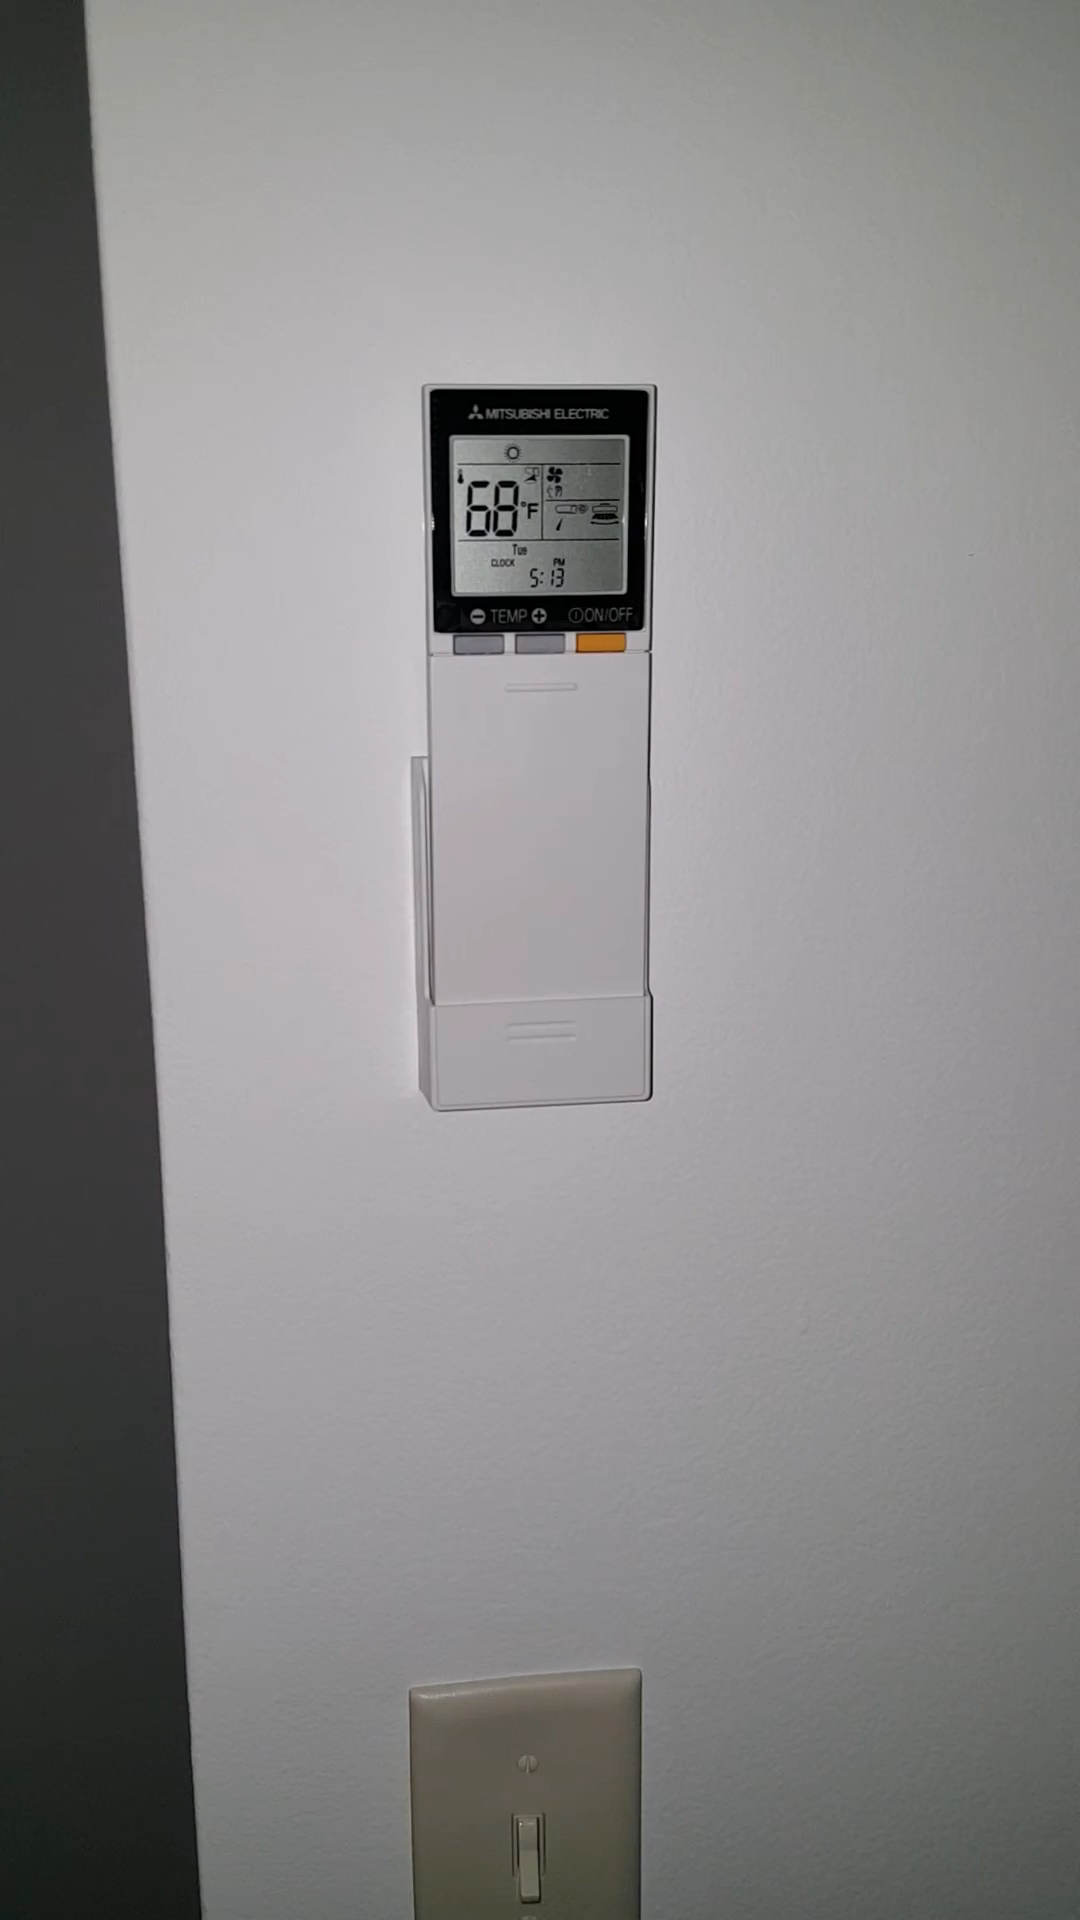 MITSUBISHI ELECTRIC
68°F
Tue
CLOCK PM
5:13
TEMP ON/OFF